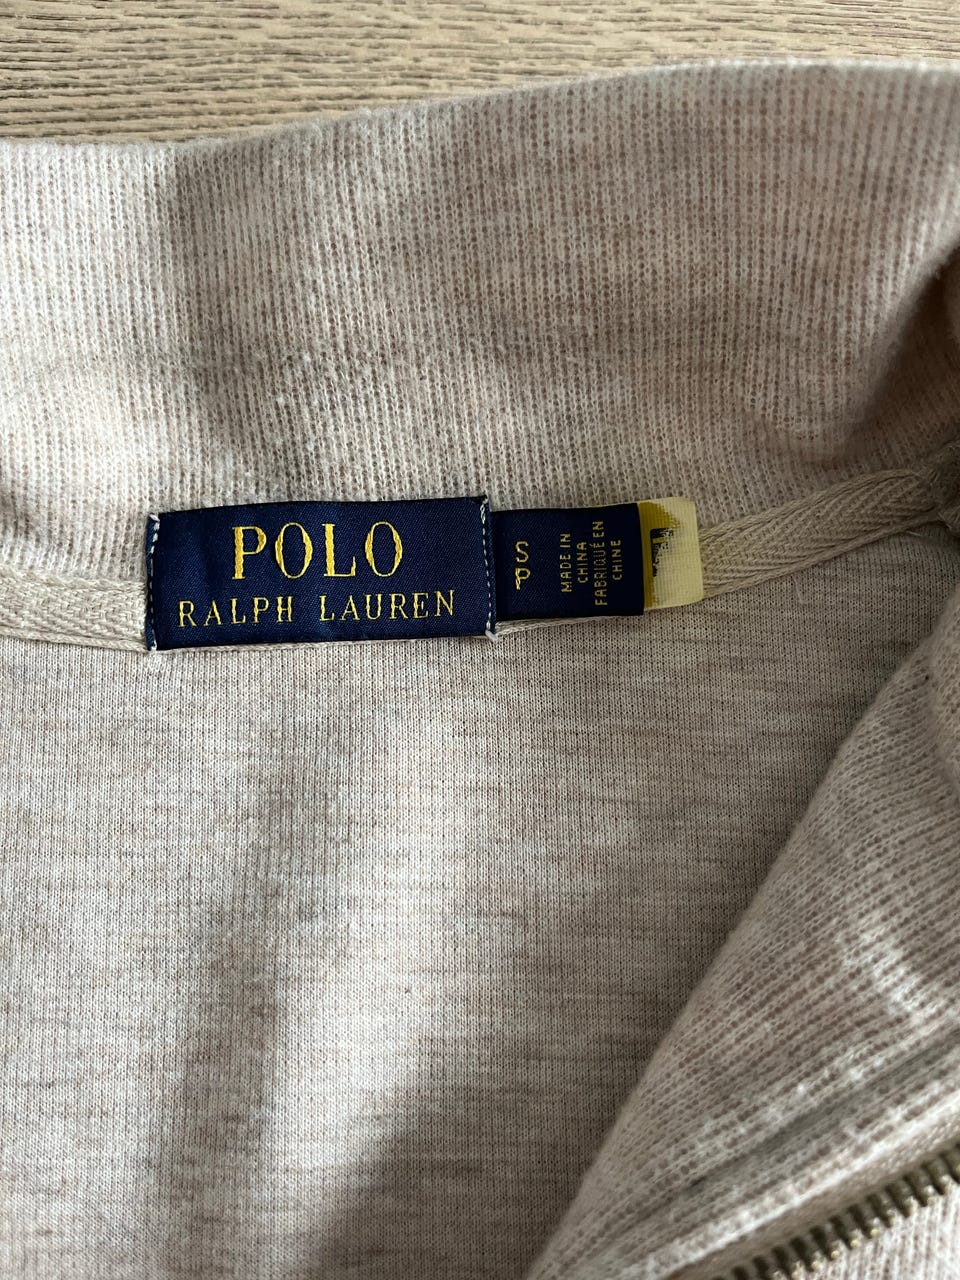 POLO
RALPH LAUREN
S
P
MADE IN
CHINA
FABRIQUÉ EN
CHINE